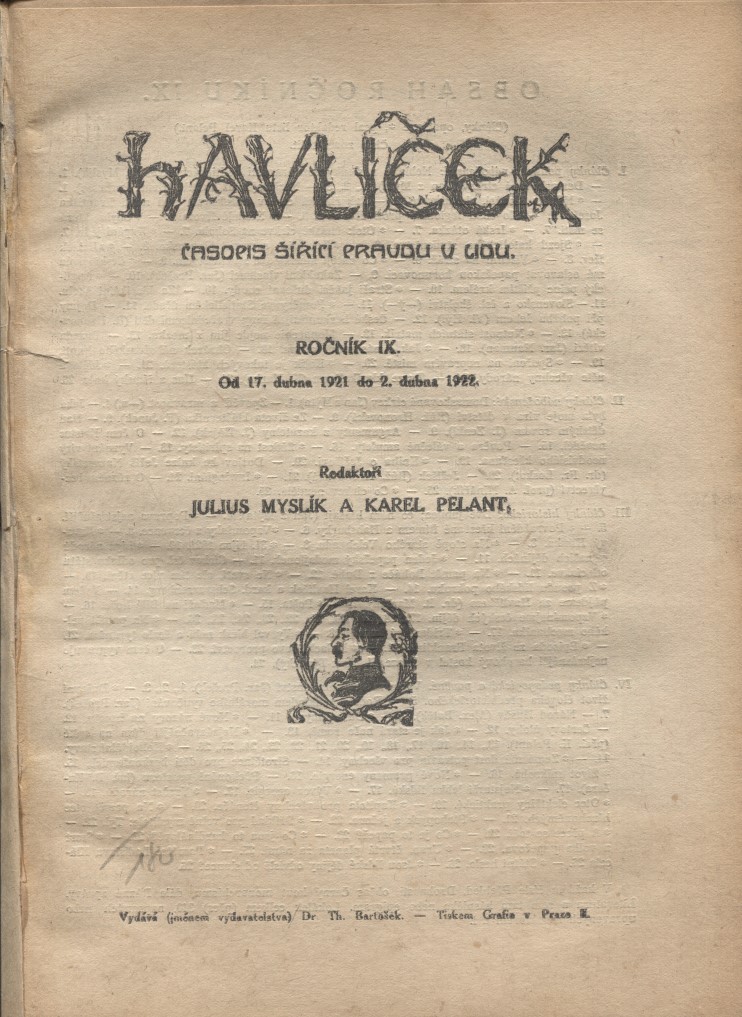 HAVLÍČEK
ČASOPIS ŠÍŘÍCÍ PRAVDU V LIDU.
ROČNÍK IX.
Od 17. dubna 1921 do 2. dubna 1922.
Redaktoři
JULIUS MYSLÍK A KAREL PELANT.
Vydává (jménem vydavatelstva) Dr. Th. Bartošek. — Tiskem Grafia v Praze II.